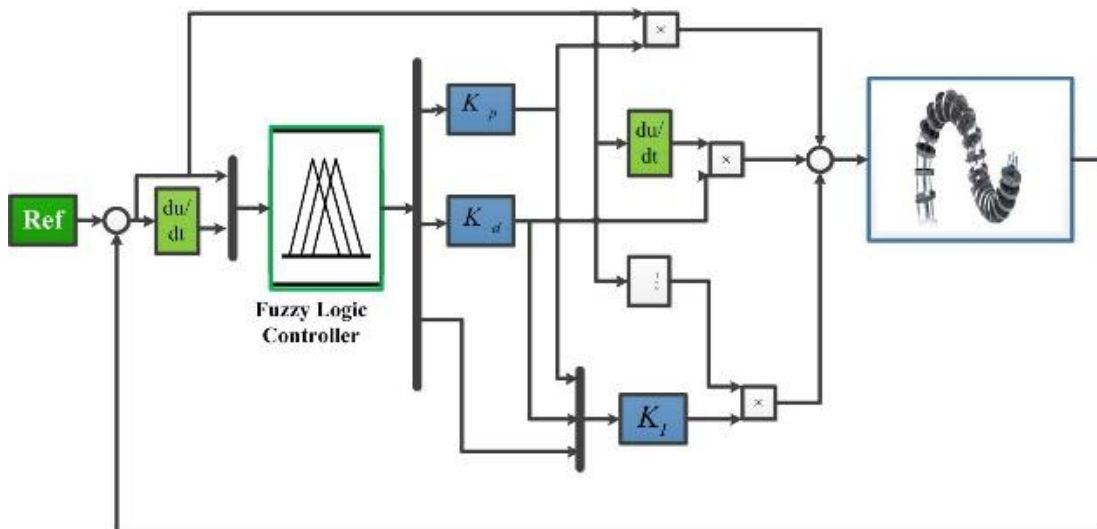 ×
K p
du/
dt
×
Ref
du/
dt
K d
Fuzzy Logic
Controller
K I
×